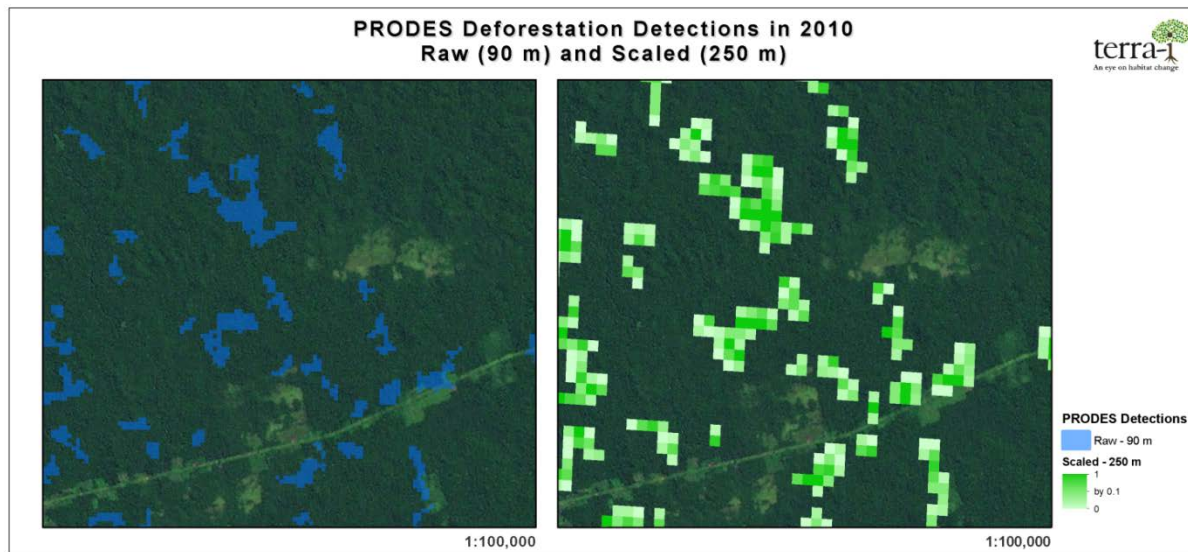 PRODES Deforestation Detections in 2010
Raw (90 m) and Scaled (250 m)
terra-i
An eye on habitat change
1:100,000
1:100,000
PRODES Detections
Raw - 90 m
Scaled - 250 m
1
by 0.1
0